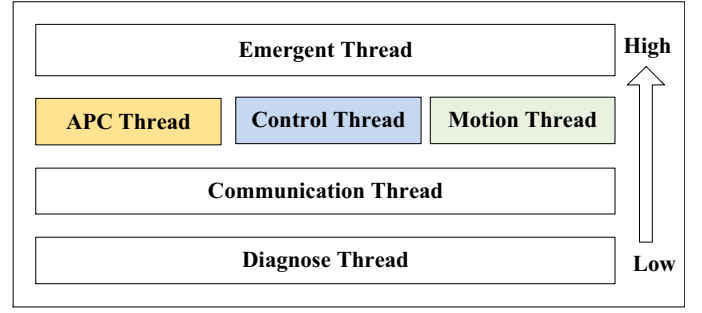 Emergent Thread
High
APC Thread
Control Thread
Motion Thread
Communication Thread
Diagnose Thread
Low